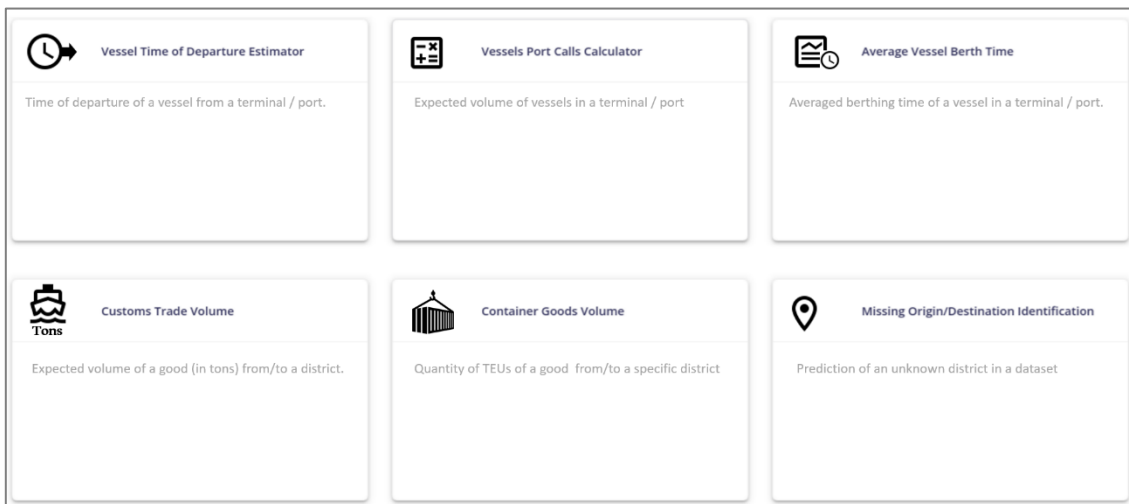 Vessel Time of Departure Estimator
Time of departure of a vessel from a terminal / port.
Vessels Port Calls Calculator
Expected volume of vessels in a terminal / port
Average Vessel Berth Time
Averaged berthing time of a vessel in a terminal / port.
Tons
Customs Trade Volume
Expected volume of a good (in tons) from/to a district.
Container Goods Volume
Quantity of TEUs of a good from/to a specific district
Missing Origin/Destination Identification
Prediction of an unknown district in a dataset